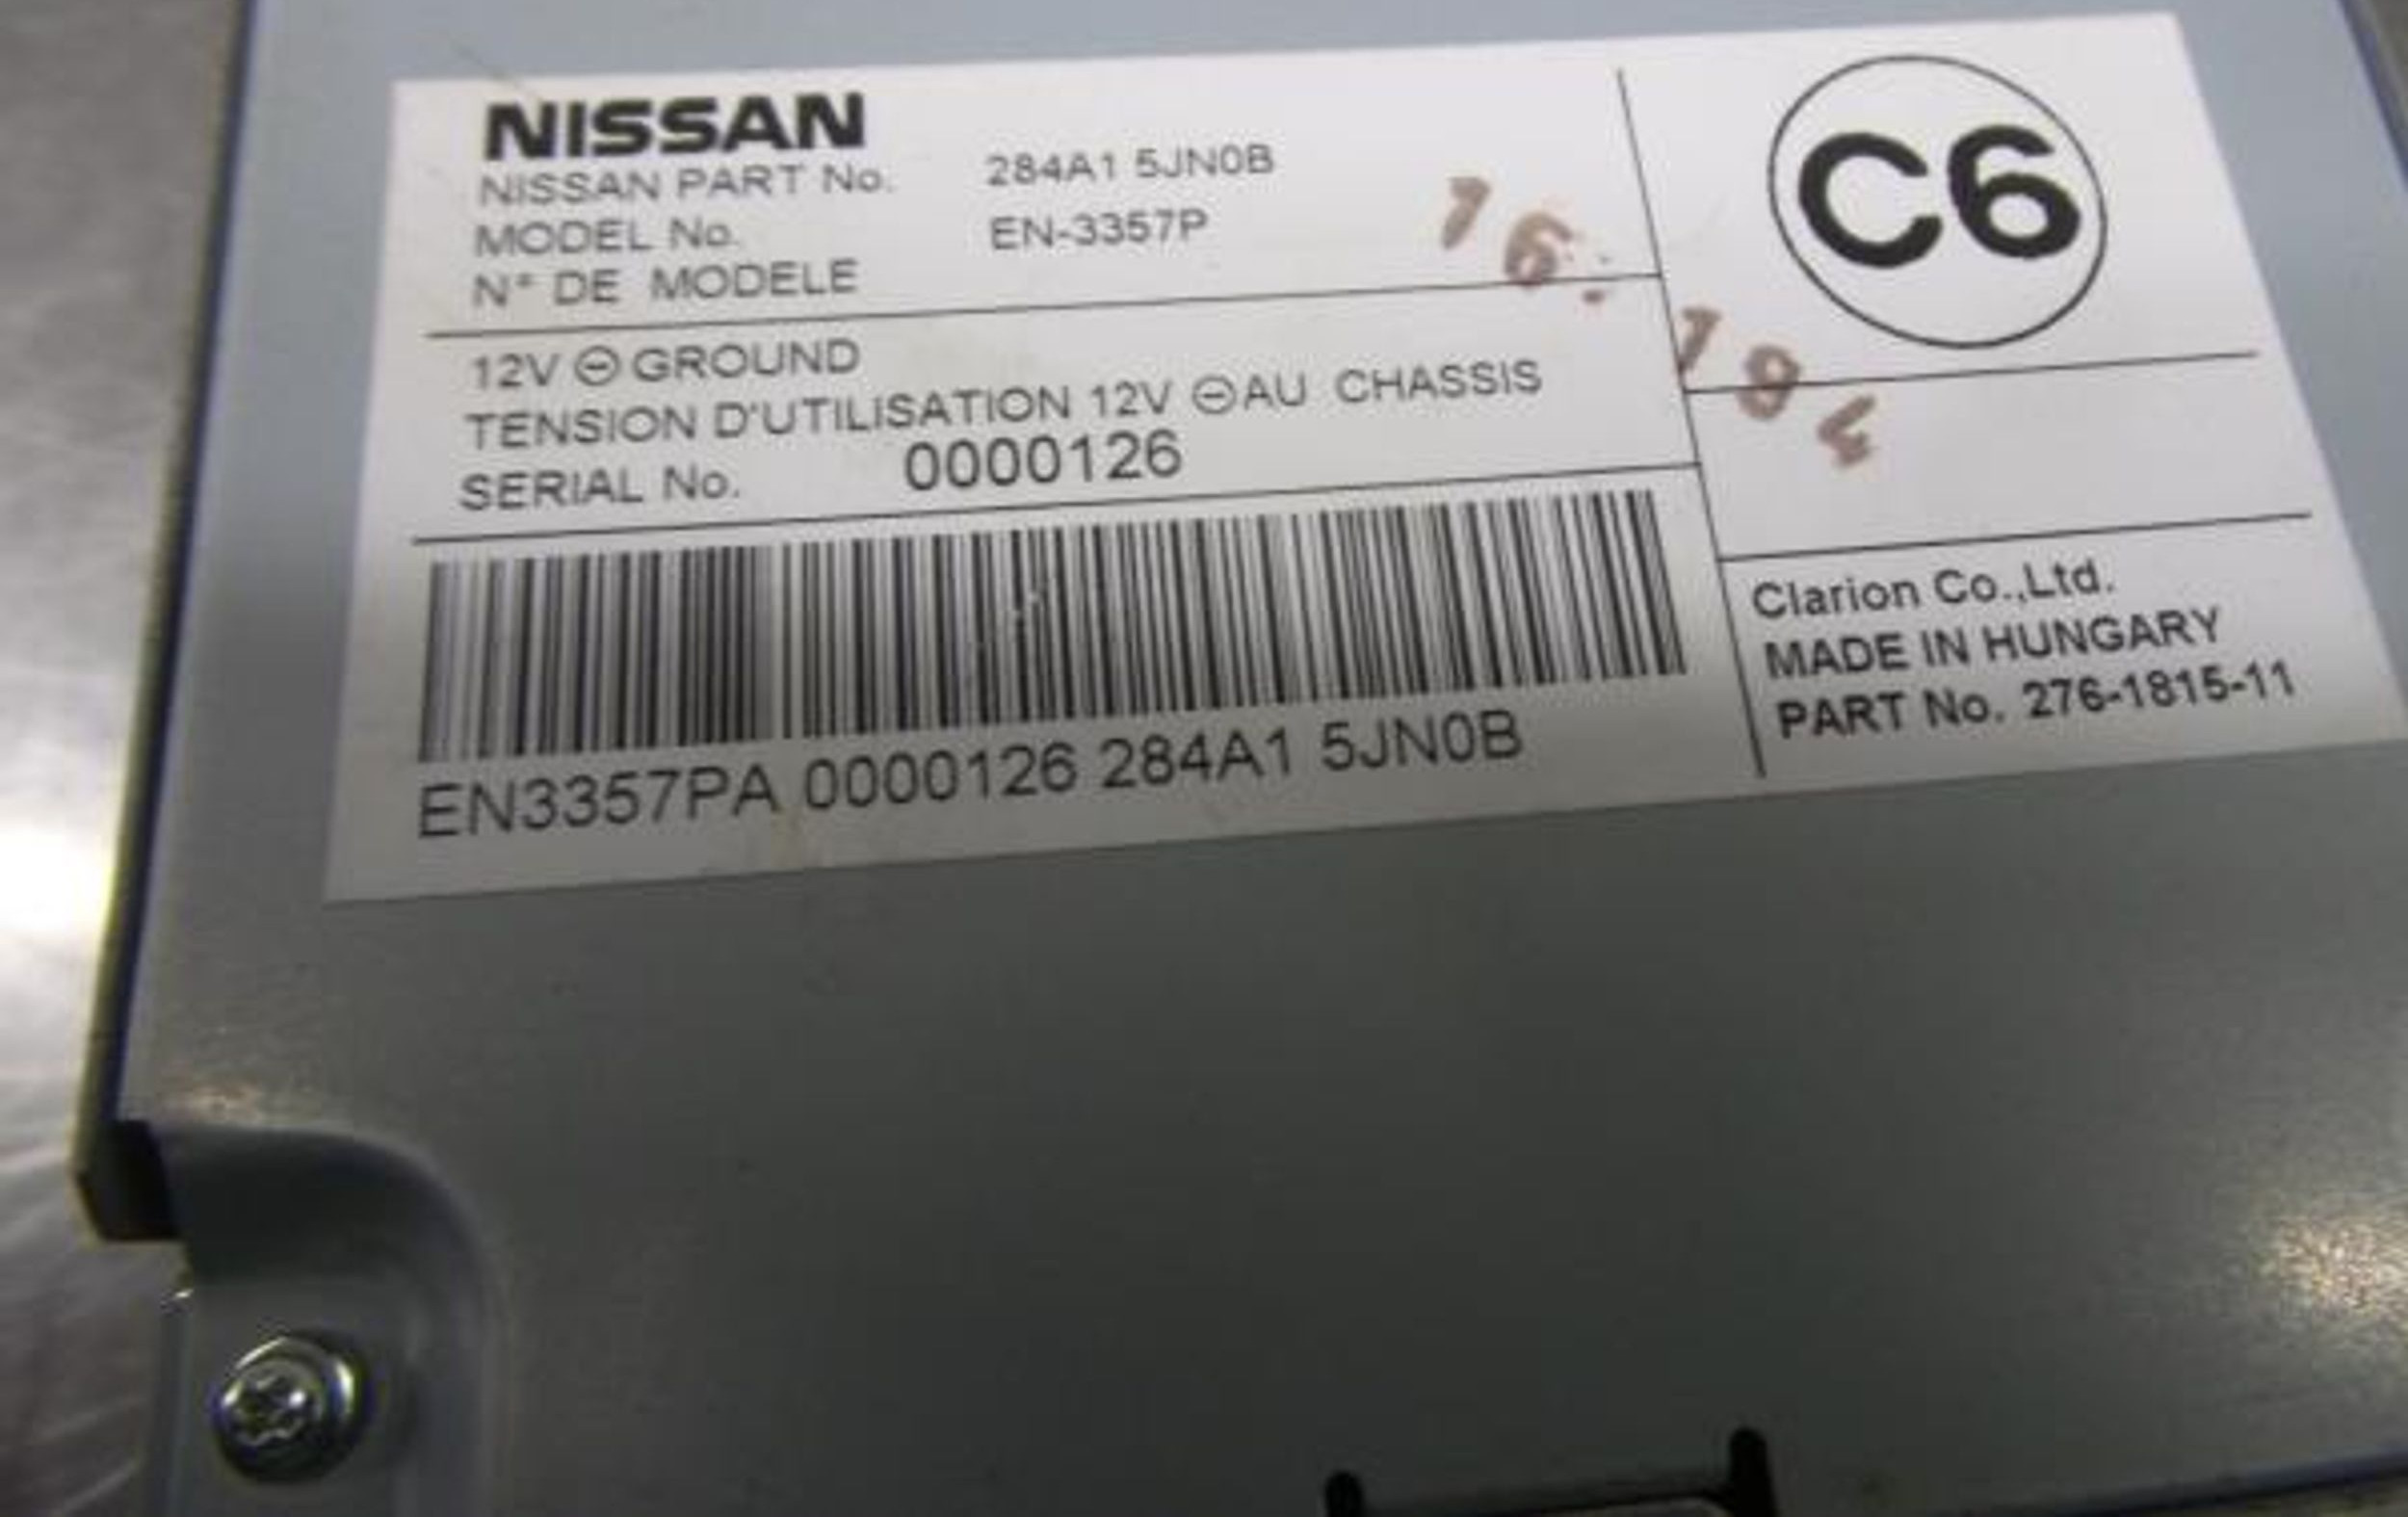 NISSAN
NISSAN PART No. 284A1 5JN0B
MODEL No. EN-3357P
N° DE MODELE
12V ⊖ GROUND
TENSION D'UTILISATION 12V ⊖ AU CHASSIS
SERIAL No. 0000126
EN3357PA 0000126 284A1 5JN0B
C6
Clarion Co.,Ltd.
MADE IN HUNGARY
PART No. 276-1815-11